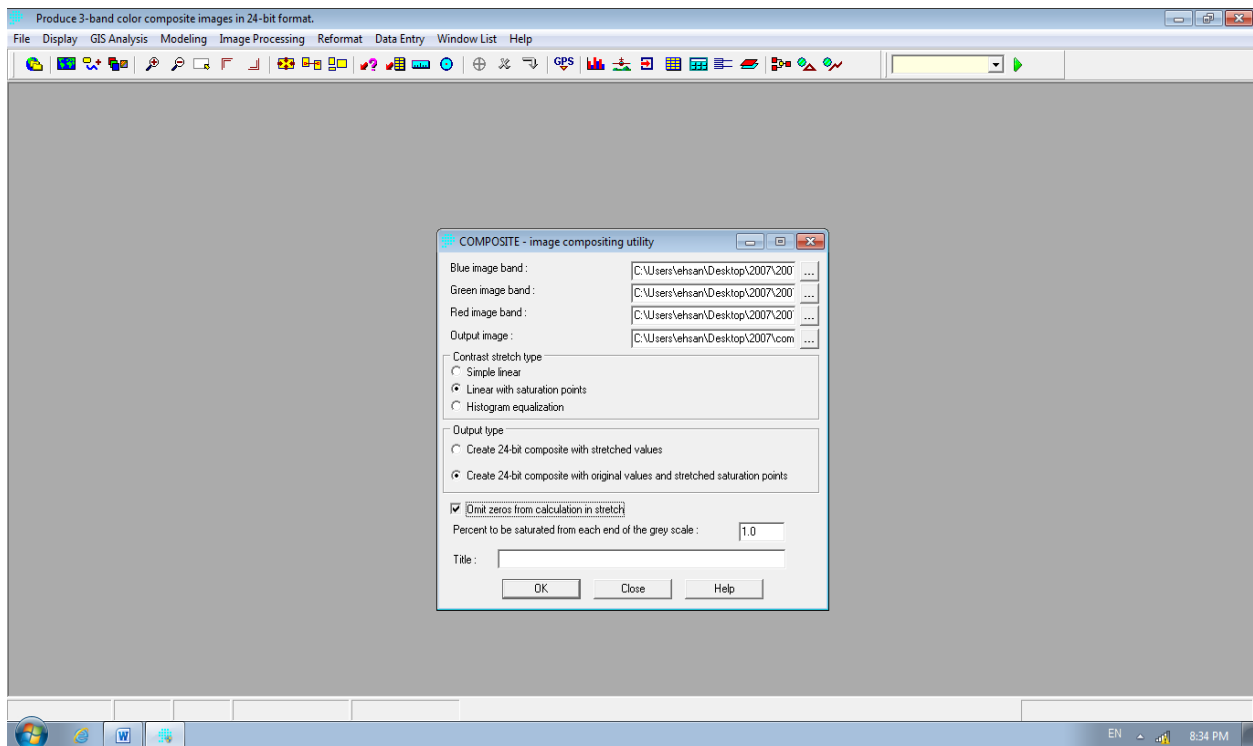 Produce 3-band color composite images in 24-bit format.
File Display GIS Analysis Modeling Image Processing Reformat Data Entry Window List Help
GPS
COMPOSITE - image compositing utility
Blue image band : C:\Users\ehsan\Desktop\2007\200 ...
Green image band : C:\Users\ehsan\Desktop\2007\200 ...
Red image band : C:\Users\ehsan\Desktop\2007\200 ...
Output image : C:\Users\ehsan\Desktop\2007\com ...
Contrast stretch type
Simple linear
Linear with saturation points
Histogram equalization
Output type
Create 24-bit composite with stretched values
Create 24-bit composite with original values and stretched saturation points
Omit zeros from calculation in stretch
Percent to be saturated from each end of the grey scale : 1.0
Title :
OK Close Help
W EN 8:34 PM